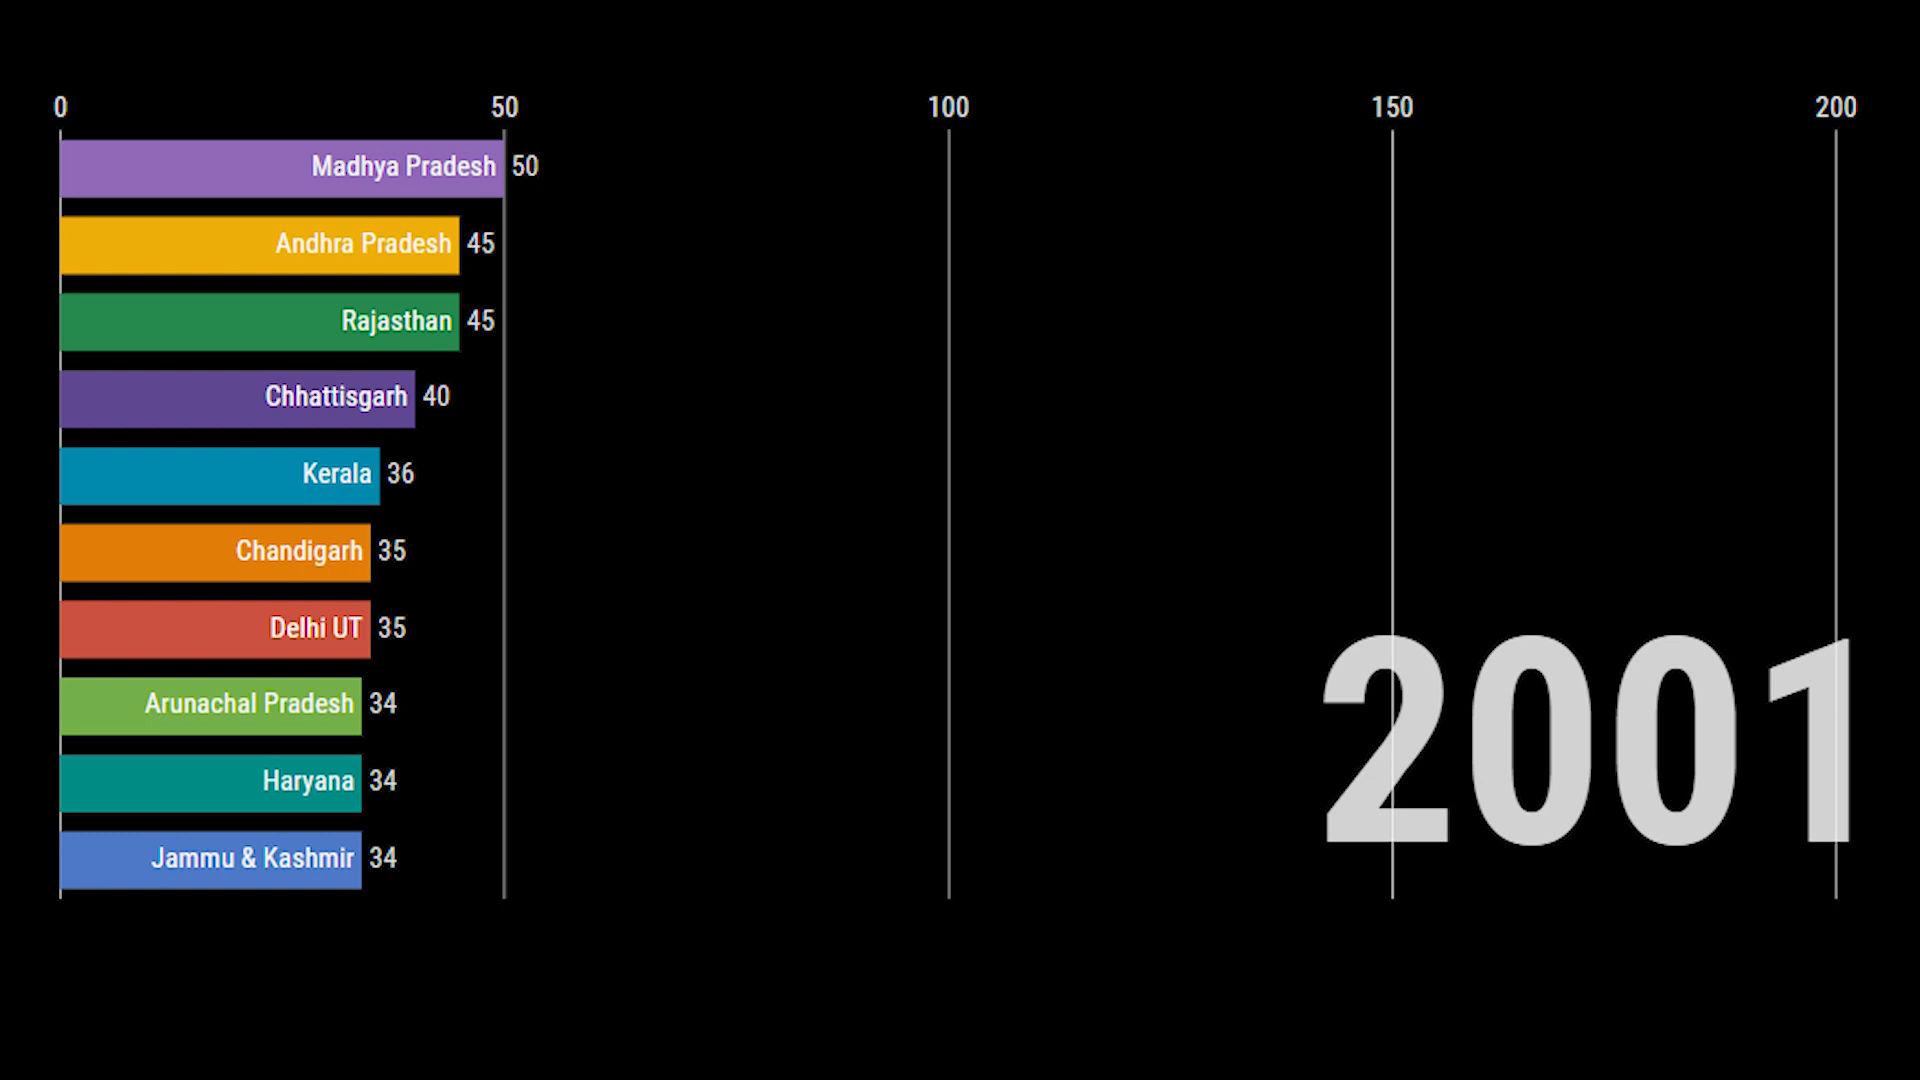 0 50 100 150 200
Madhya Pradesh 50
Andhra Pradesh 45
Rajasthan 45
Chhattisgarh 40
Kerala 36
Chandigarh 35
Delhi UT 35
Arunachal Pradesh 34
Haryana 34
Jammu & Kashmir 34
2001